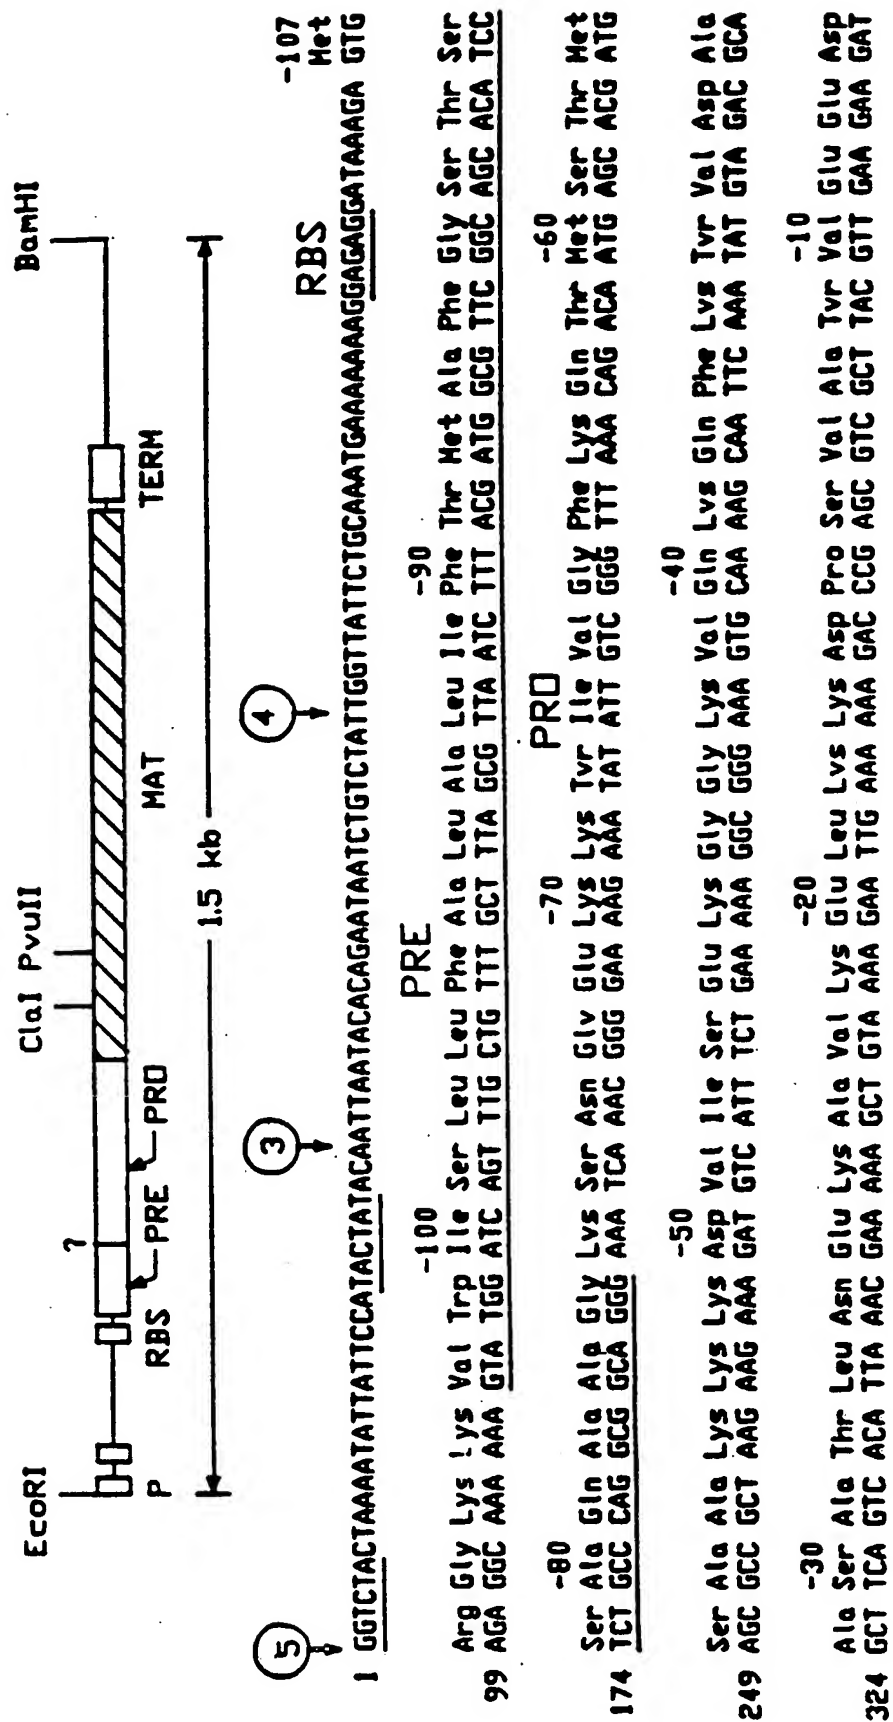 EcoRI ClaI PvuII BamHI
?
P RBS PRE PRO MAT TERM
1.5 kb
5 3 4 RBS -107
Met
1 GGTCTACTAAAATATTATTCCATACTATACAATTAATACACAGAATAATCTGTCTATTGGTTATTCTGCAAATGAAAAAAAGGAGAGGATAAAGA GTG
PRE
-100 -90
Arg Gly Lys Lys Val Trp Ile Ser Leu Leu Phe Ala Leu Ala Leu Ile Phe Thr Met Ala Phe Gly Ser Thr Ser
99 AGA GGC AAA AAA GTA TGG ATC AGT TTG CTG TTT GCT TTA GCG TTA ATC TTT ACG ATG GCG TTC GGC AGC ACA TCC
PRO
-80 -70 -60
Ser Ala Gln Ala Ala Gly Lys Ser Asn Gly Glu Lys Lys Tyr Ile Val Gly Phe Lys Gln Thr Met Ser Thr Met
174 TCT GCC CAG GCG GCA GGG AAA TCA AAC GGG GAA AAG AAA TAT ATT GTC GGG TTT AAA CAG ACA ATG AGC ACG ATG
-50 -40
Ser Ala Ala Lys Lys Lys Asp Val Ile Ser Glu Lys Gly Gly Lys Val Gln Lys Gln Phe Lys Tyr Val Asp Ala
249 AGC GCC GCT AAG AAG AAA GAT GTC ATT TCT GAA AAA GGC GGG AAA GTG CAA AAG CAA TTC AAA TAT GTA GAC GCA
-30 -20 -10
Ala Ser Ala Thr Leu Asn Glu Lys Ala Val Lys Glu Leu Lys Lys Asp Pro Ser Val Ala Tyr Val Glu Glu Asp
324 GCT TCA GTC ACA TTA AAC GAA AAA GCT GTA AAA GAA TTG AAA AAA GAC CCG AGC GTC GCT TAC GTT GAA GAA GAT